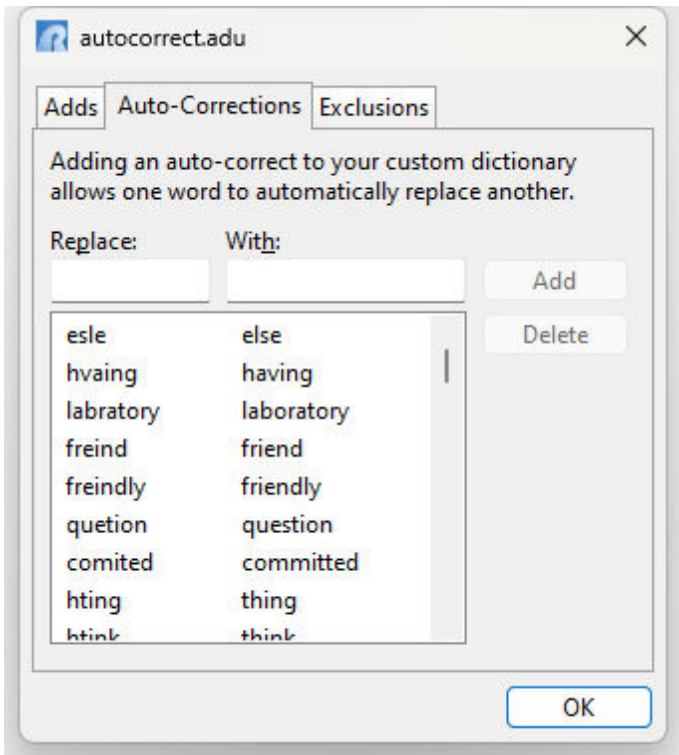 autocorrect.adu
Adds Auto-Corrections Exclusions
Adding an auto-correct to your custom dictionary
allows one word to automatically replace another.
Replace: With:
Add
esle else
Delete
hvaing having
labratory laboratory
freind friend
freindly friendly
quetion question
comited committed
hting thing
htink think
OK